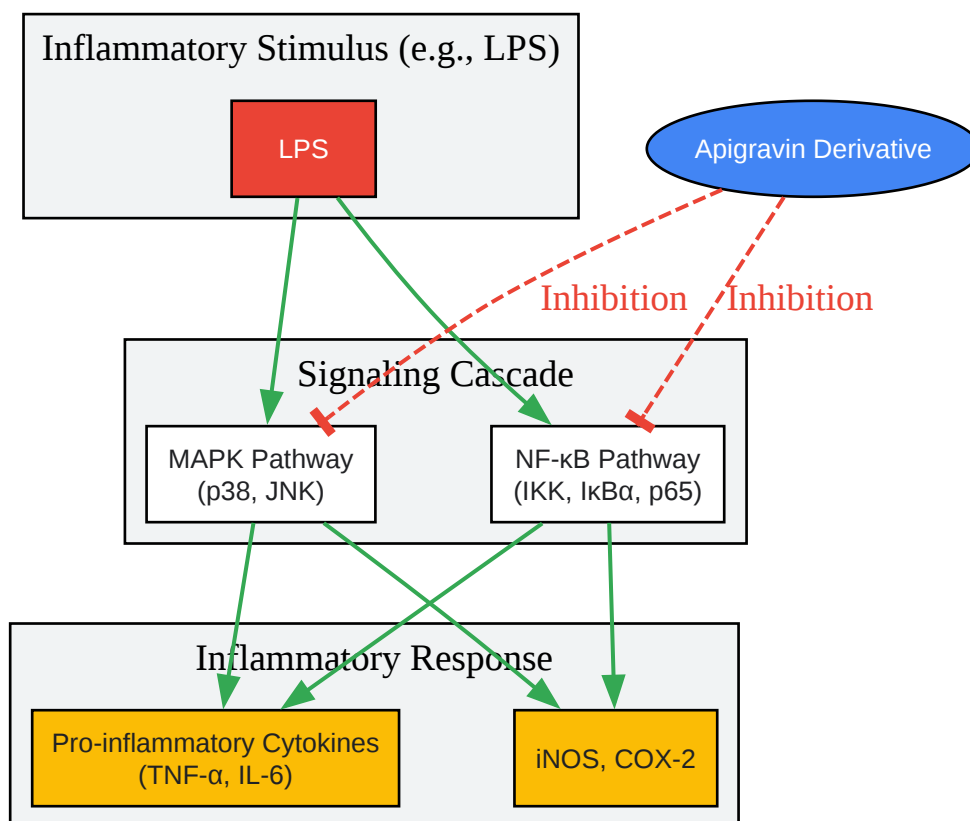 Inflammatory Stimulus (e.g., LPS)
LPS
Apigravin Derivative
Inhibition
Inhibition
Signaling Cascade
MAPK Pathway
(p38, JNK)
NF-κB Pathway
(IKK, IκBα, p65)
Inflammatory Response
Pro-inflammatory Cytokines
(TNF-α, IL-6)
iNOS, COX-2